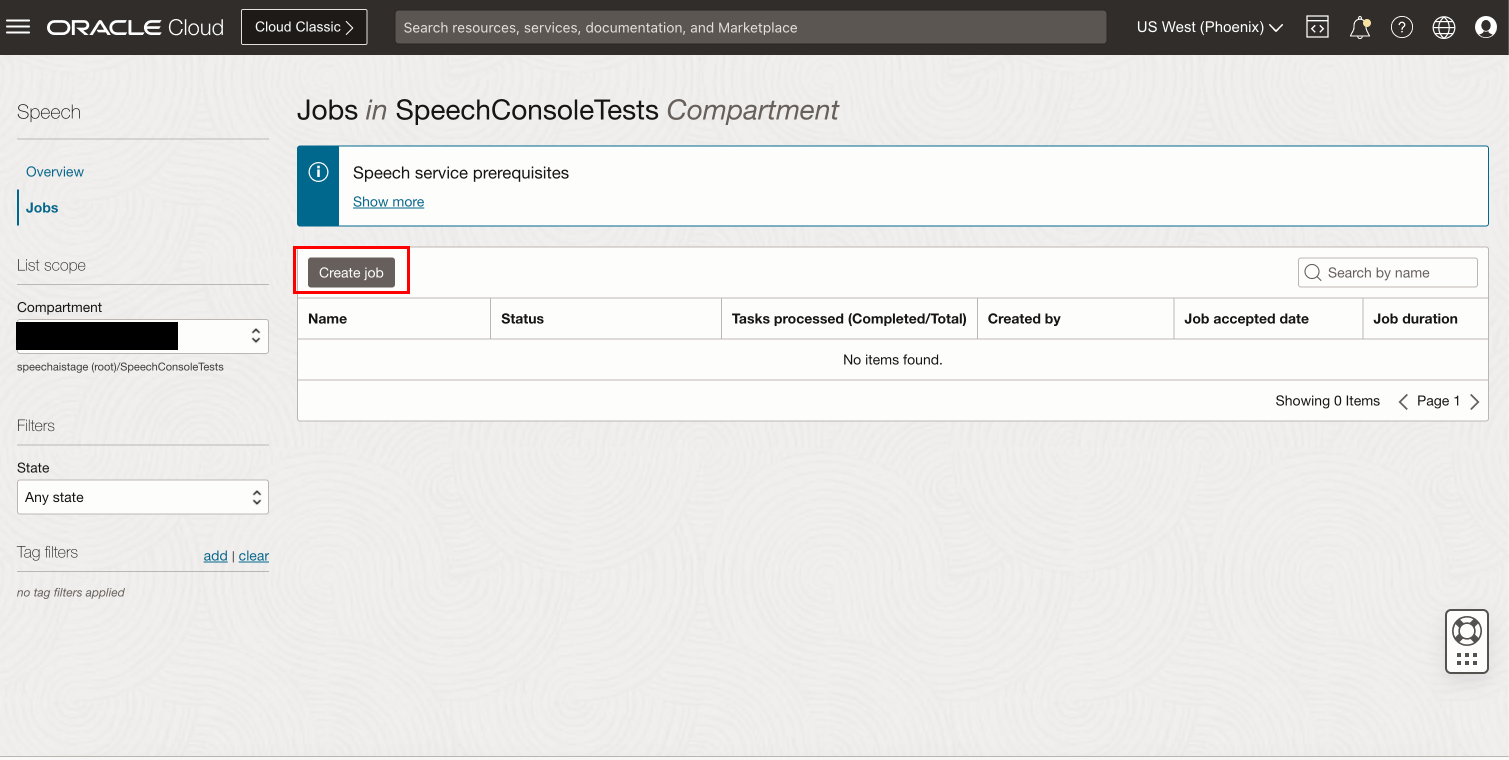 ORACLE Cloud
Cloud Classic
Search resources, services, documentation, and Marketplace
US West (Phoenix)
Speech
Overview
Jobs
List scope
Compartment
speechaistage (root)/SpeechConsoleTests
Filters
State
Any state
Tag filters
add | clear
no tag filters applied
Jobs in SpeechConsoleTests Compartment
Speech service prerequisites
Show more
Create job
Search by name
Name Status Tasks processed (Completed/Total) Created by Job accepted date Job duration
No items found.
Showing 0 Items Page 1